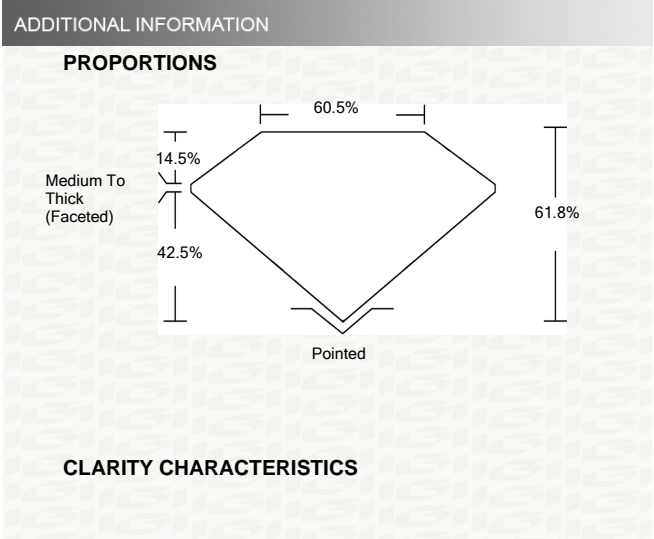 ADDITIONAL INFORMATION
PROPORTIONS
60.5%
14.5%
Medium To
Thick
(Faceted)
61.8%
42.5%
Pointed
CLARITY CHARACTERISTICS